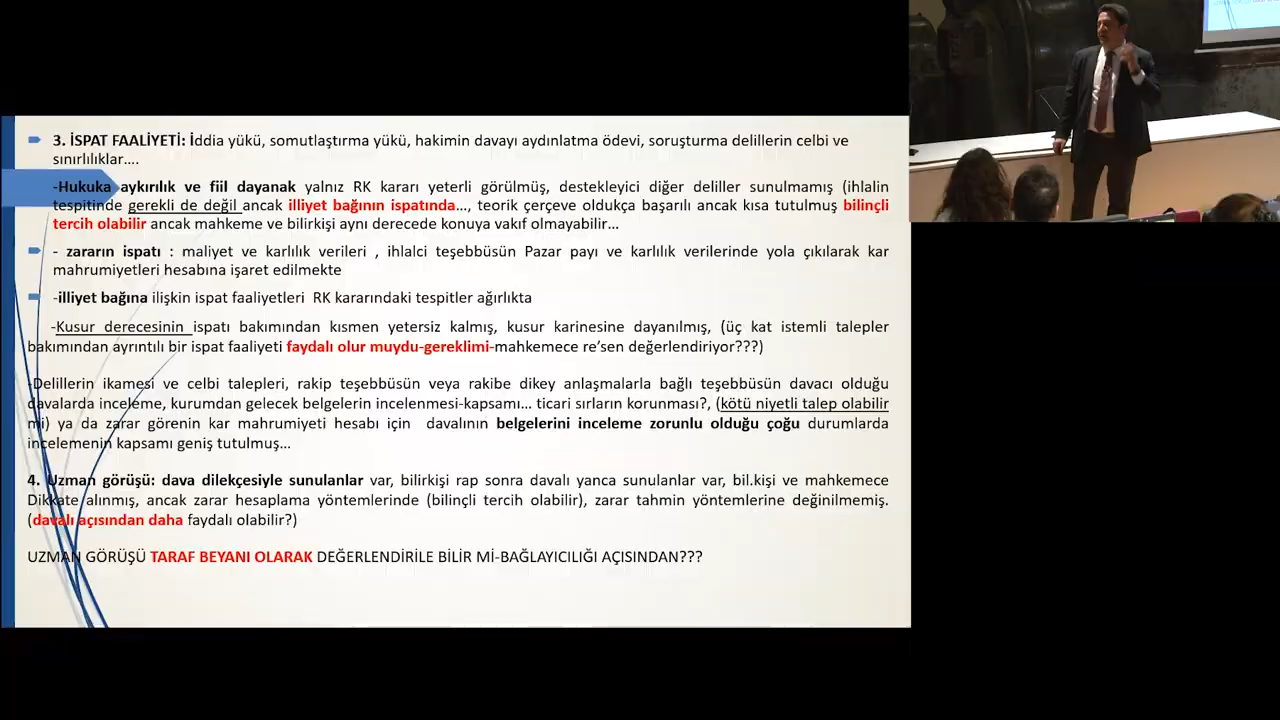 3. İSPAT FAALİYETİ: İddia yükü, somutlaştırma yükü, hakimin davayı aydınlatma ödevi, soruşturma delillerin celbi ve
sınırlılıklar....
-Hukuka aykırılık ve fiil dayanak yalnız RK kararı yeterli görülmüş, destekleyici diğer deliller sunulmamış (ihlalin
tespitinde gerekli de değil ancak illiyet bağının ispatında..., teorik çerçeve oldukça başarılı ancak kısa tutulmuş bilinçli
tercih olabilir ancak mahkeme ve bilirkişi aynı derecede konuya vakıf olmayabilir...
- zararın ispatı : maliyet ve karlılık verileri , ihlalci teşebbüsün Pazar payı ve karlılık verilerinde yola çıkılarak kar
mahrumiyetleri hesabına işaret edilmekte
-illiyet bağına ilişkin ispat faaliyetleri RK kararındaki tespitler ağırlıkta
-Kusur derecesinin ispatı bakımından kısmen yetersiz kalmış, kusur karinesine dayanılmış, (üç kat istemli talepler
bakımından ayrıntılı bir ispat faaliyeti faydalı olur muydu-gereklimi-mahkemece re'sen değerlendiriyor???)
-Delillerin ikamesi ve celbi talepleri, rakip teşebbüsün veya rakibe dikey anlaşmalarla bağlı teşebbüsün davacı olduğu
davalarda inceleme, kurumdan gelecek belgelerin incelenmesi-kapsamı... ticari sırların korunması?, (kötü niyetli talep olabilir
mi) ya da zarar görenin kar mahrumiyeti hesabı için davalının belgelerini inceleme zorunlu olduğu çoğu durumlarda
incelemenin kapsamı geniş tutulmuş...
4. Uzman görüşü: dava dilekçesiyle sunulanlar var, bilirkişi rap sonra davalı yanca sunulanlar var, bil.kişi ve mahkemece
Dikkate alınmış, ancak zarar hesaplama yöntemlerinde (bilinçli tercih olabilir), zarar tahmin yöntemlerine değinilmemiş.
(davalı açısından daha faydalı olabilir?)
UZMAN GÖRÜŞÜ TARAF BEYANI OLARAK DEĞERLENDİRİLE BİLİR Mİ-BAĞLAYICILIĞI AÇISINDAN???